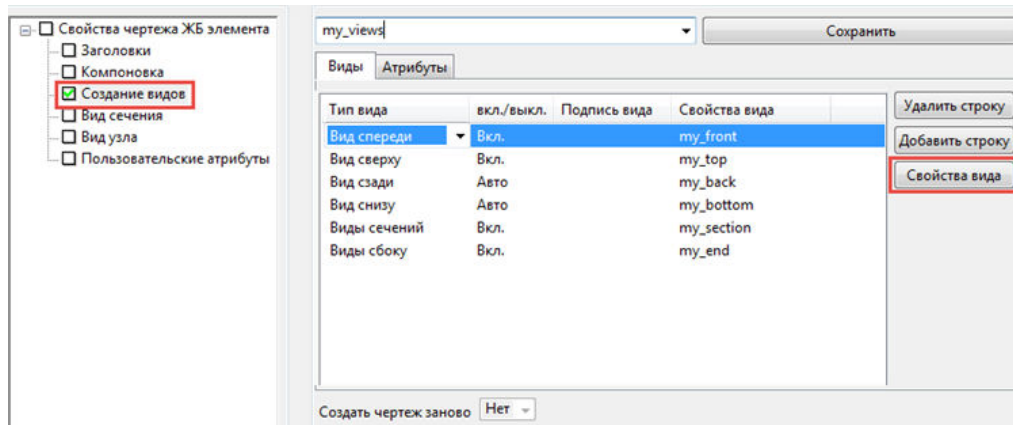 Свойства чертежа ЖБ элемента
Заголовки
Компоновка
Создание видов
Вид сечения
Вид узла
Пользовательские атрибуты
my_views
Сохранить
Виды Атрибуты
Тип вида вкл./выкл. Подпись вида Свойства вида
Вид спереди Вкл. my_front
Вид сверху Вкл. my_top
Вид сзади Авто my_back
Вид снизу Авто my_bottom
Виды сечений Вкл. my_section
Виды сбоку Вкл. my_end
Удалить строку
Добавить строку
Свойства вида
Создать чертеж заново Нет